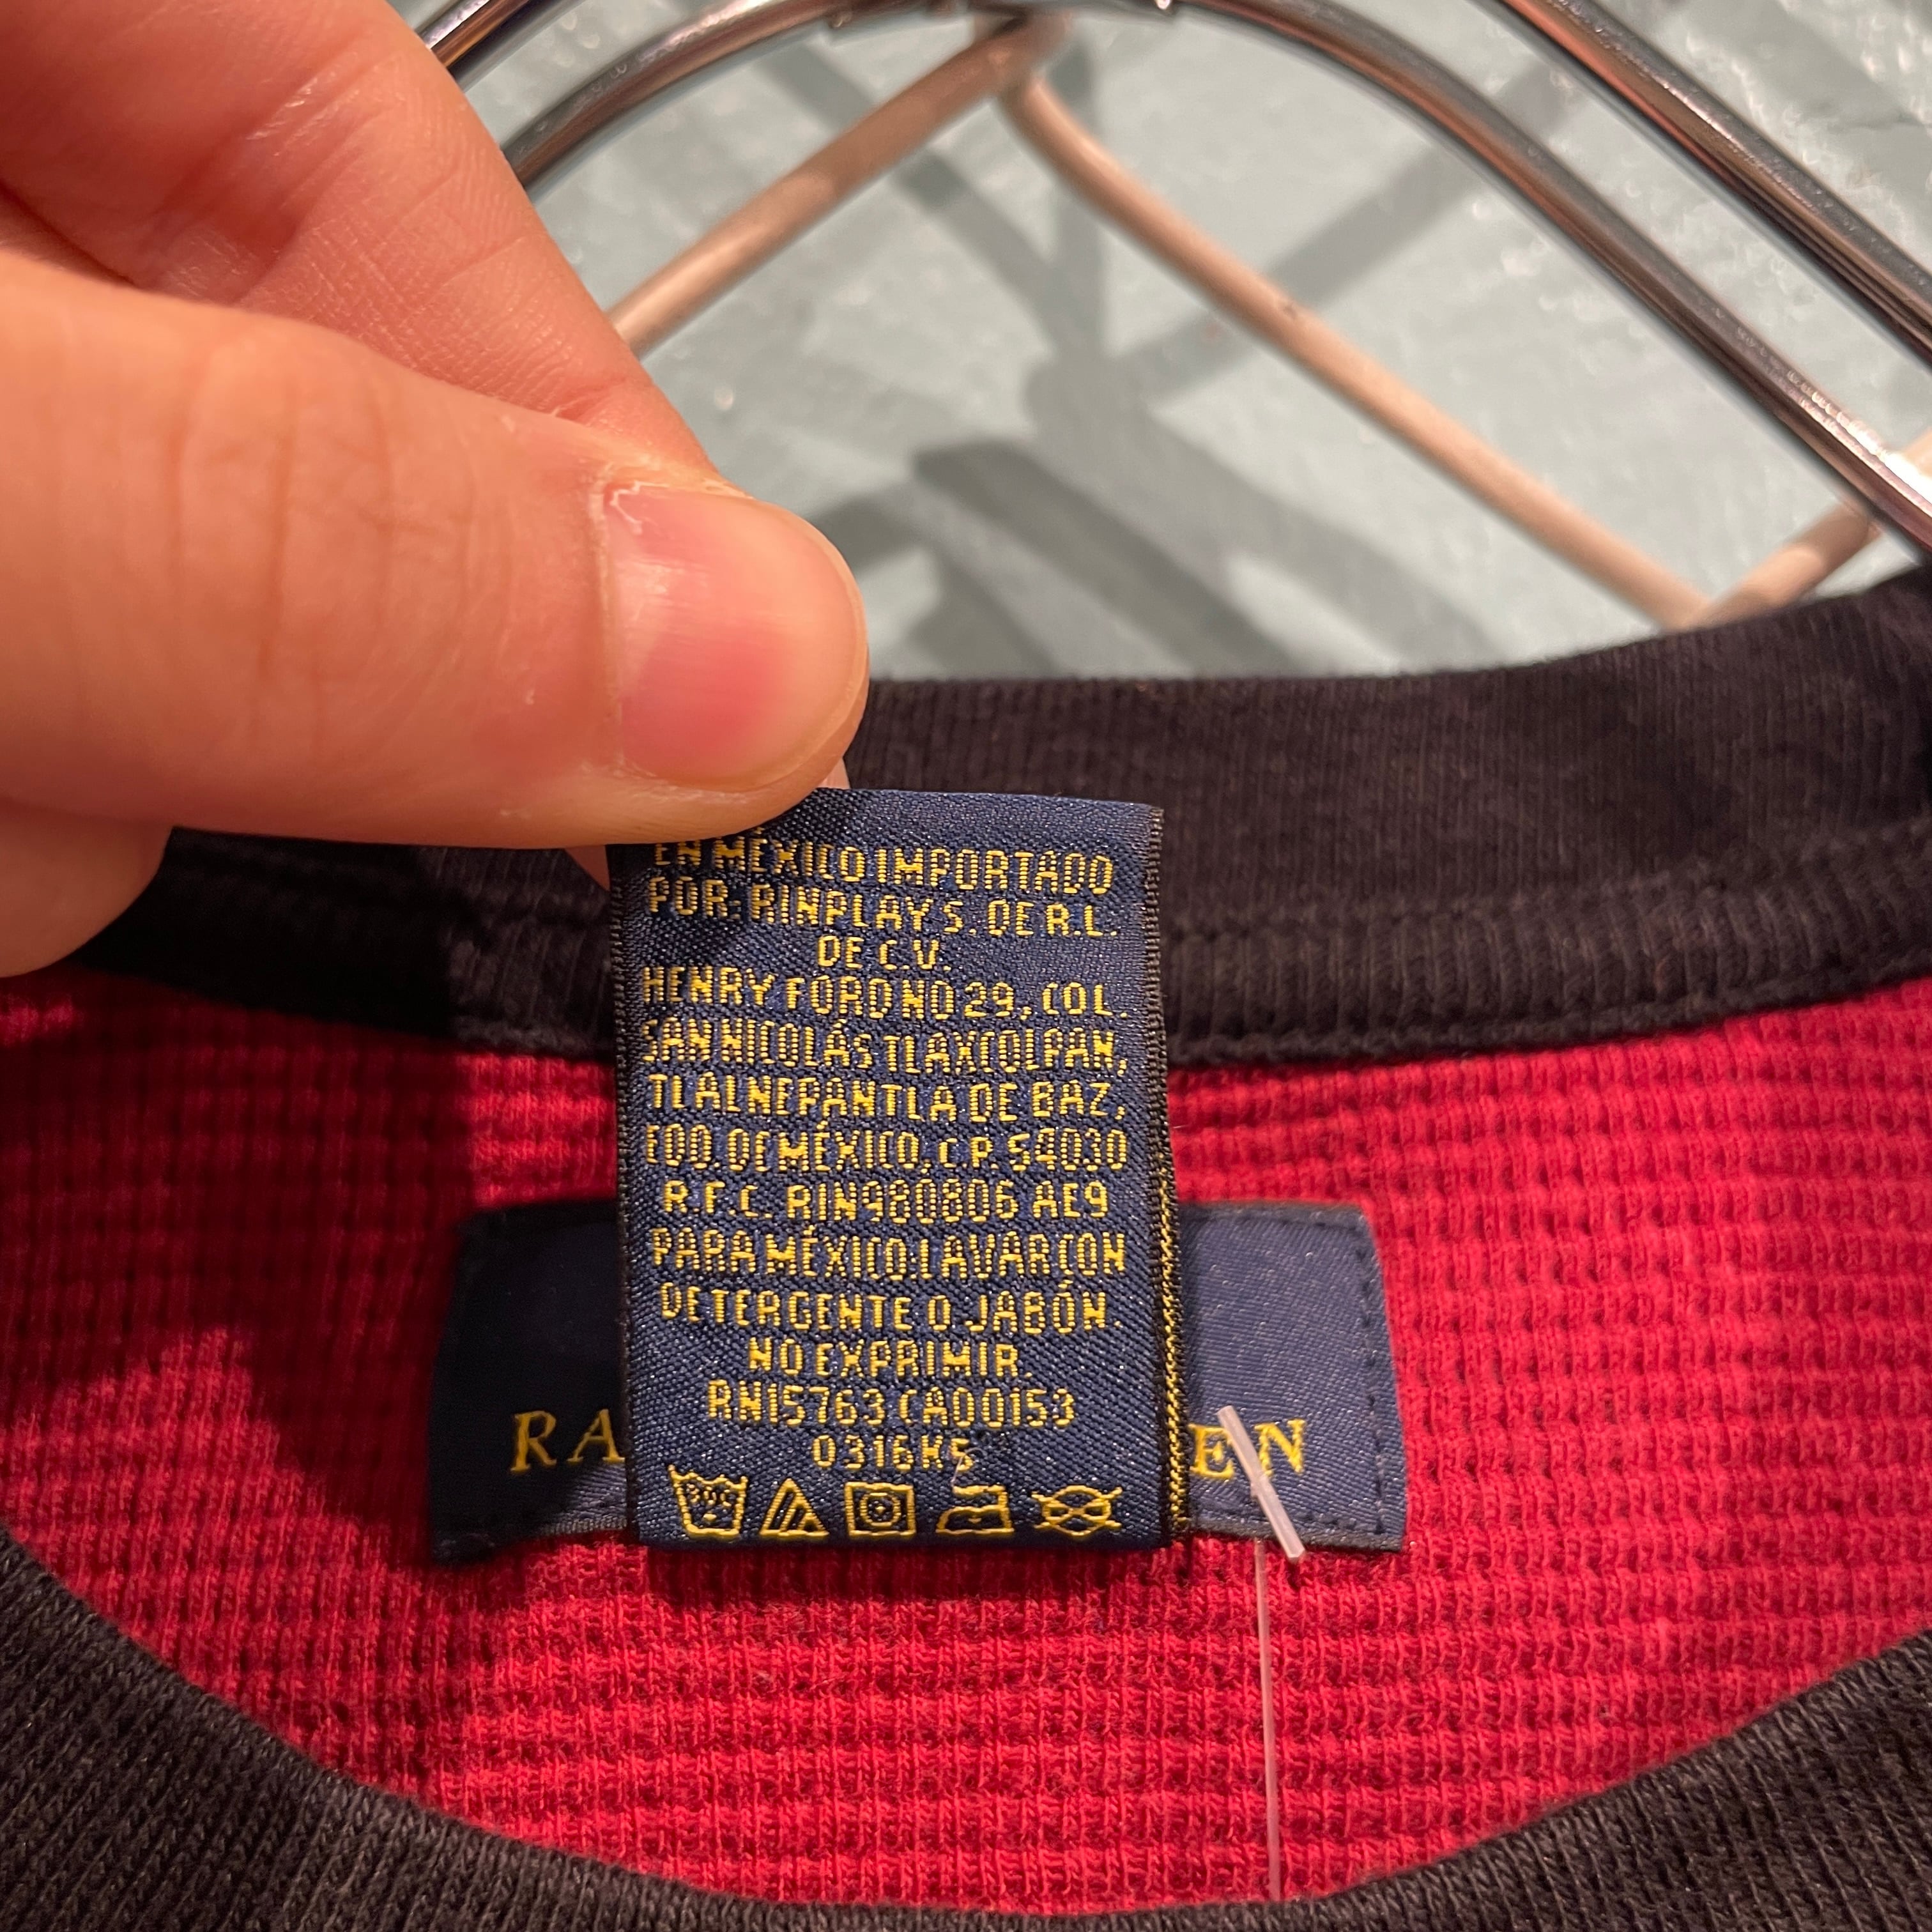 EN MÉXICO IMPORTADO
POR: RINPLAY S. DE R.L.
DE C.V.
HENRY FORD NO 29, COL.
SAN NICOLÁS TLAXCOLPAN,
TLALNEPANTLA DE BAZ,
EDO. DE MÉXICO, C.P. 54030
R.F.C. RIN980806 AE9
PARA MÉXICO: LAVAR CON
DETERGENTE O JABÓN.
NO EXPRIMIR.
RN15763 CA00153
0316KS
RA EN